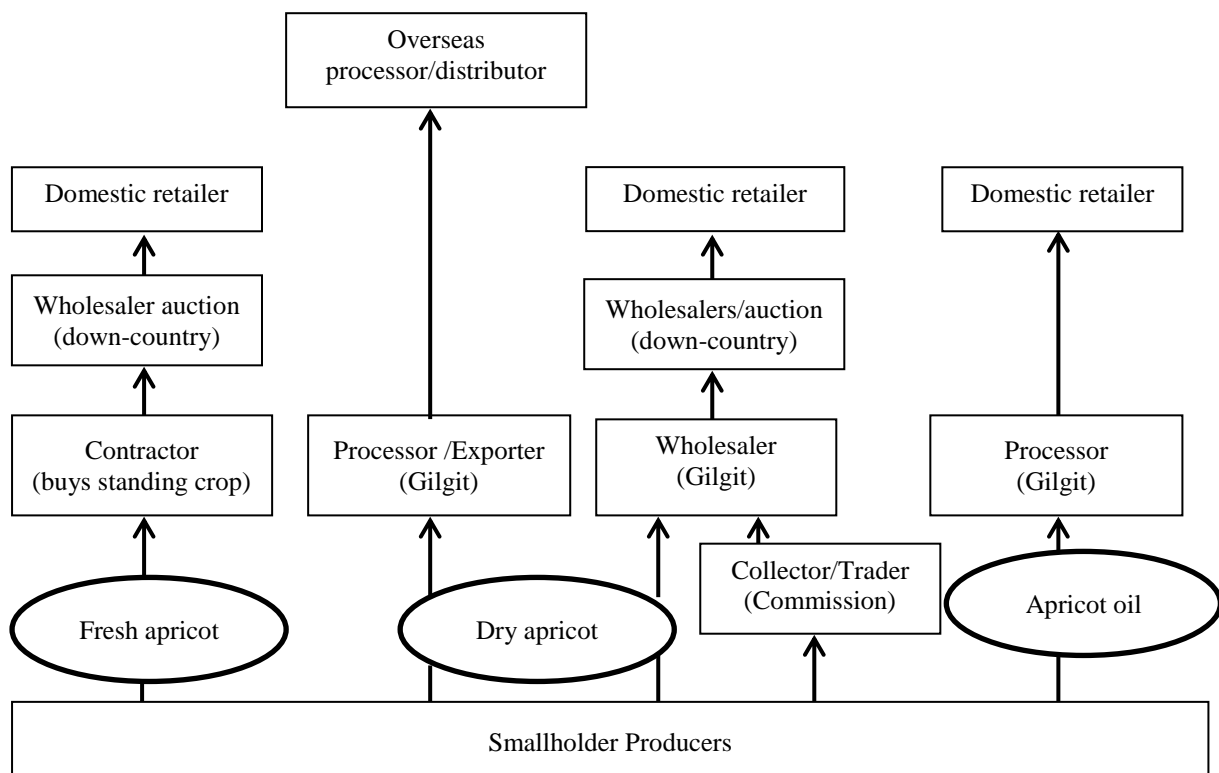 Overseas
processor/distributor
Domestic retailer
Domestic retailer
Domestic retailer
Wholesaler auction
(down-country)
Wholesalers/auction
(down-country)
Contractor
(buys standing crop)
Processor /Exporter
(Gilgit)
Wholesaler
(Gilgit)
Processor
(Gilgit)
Collector/Trader
(Commission)
Fresh apricot
Dry apricot
Apricot oil
Smallholder Producers